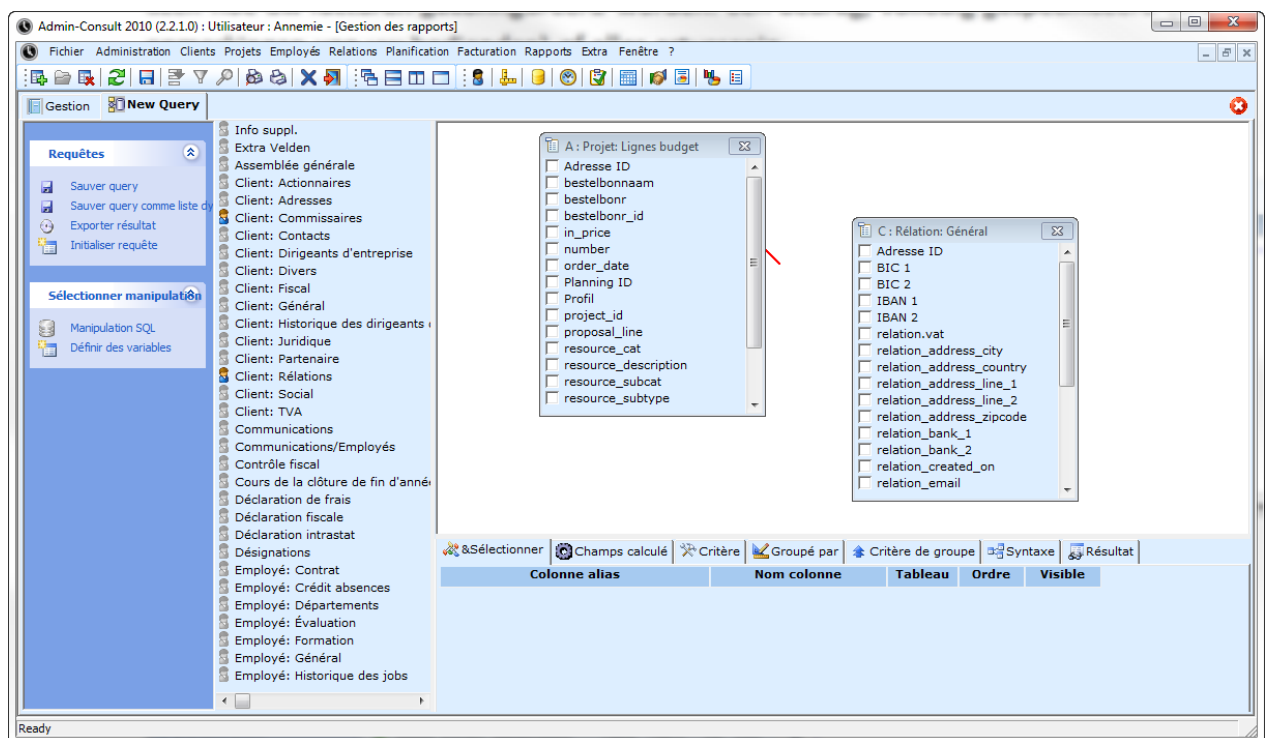 Admin-Consult 2010 (2.2.1.0) : Utilisateur : Annemie - [Gestion des rapports]
Fichier Administration Clients Projets Employés Relations Planification Facturation Rapports Extra Fenêtre ?
Gestion New Query
Requêtes
Sauver query
Sauver query comme liste dy
Exporter résultat
Initialiser requête
Sélectionner manipulation
Manipulation SQL
Définir des variables
Info suppl.
Extra Velden
Assemblée générale
Client: Actionnaires
Client: Adresses
Client: Commissaires
Client: Contacts
Client: Dirigeants d'entreprise
Client: Divers
Client: Fiscal
Client: Général
Client: Historique des dirigeants
Client: Juridique
Client: Partenaire
Client: Rélations
Client: Social
Client: TVA
Communications
Communications/Employés
Contrôle fiscal
Cours de la clôture de fin d'année
Déclaration de frais
Déclaration fiscale
Déclaration intrastat
Désignations
Employé: Contrat
Employé: Crédit absences
Employé: Départements
Employé: Évaluation
Employé: Formation
Employé: Général
Employé: Historique des jobs
A : Projet: Lignes budget
Adresse ID
bestelbonnaam
bestelbonr
bestelbonr_id
in_price
number
order_date
Planning ID
Profil
project_id
proposal_line
resource_cat
resource_description
resource_subcat
resource_subtype
C : Rélation: Général
Adresse ID
BIC 1
BIC 2
IBAN 1
IBAN 2
relation.vat
relation_address_city
relation_address_country
relation_address_line_1
relation_address_line_2
relation_address_zipcode
relation_bank_1
relation_bank_2
relation_created_on
relation_email
&Sélectionner Champs calculé Critère Groupé par Critère de groupe Syntaxe Résultat
Colonne alias Nom colonne Tableau Ordre Visible
Ready